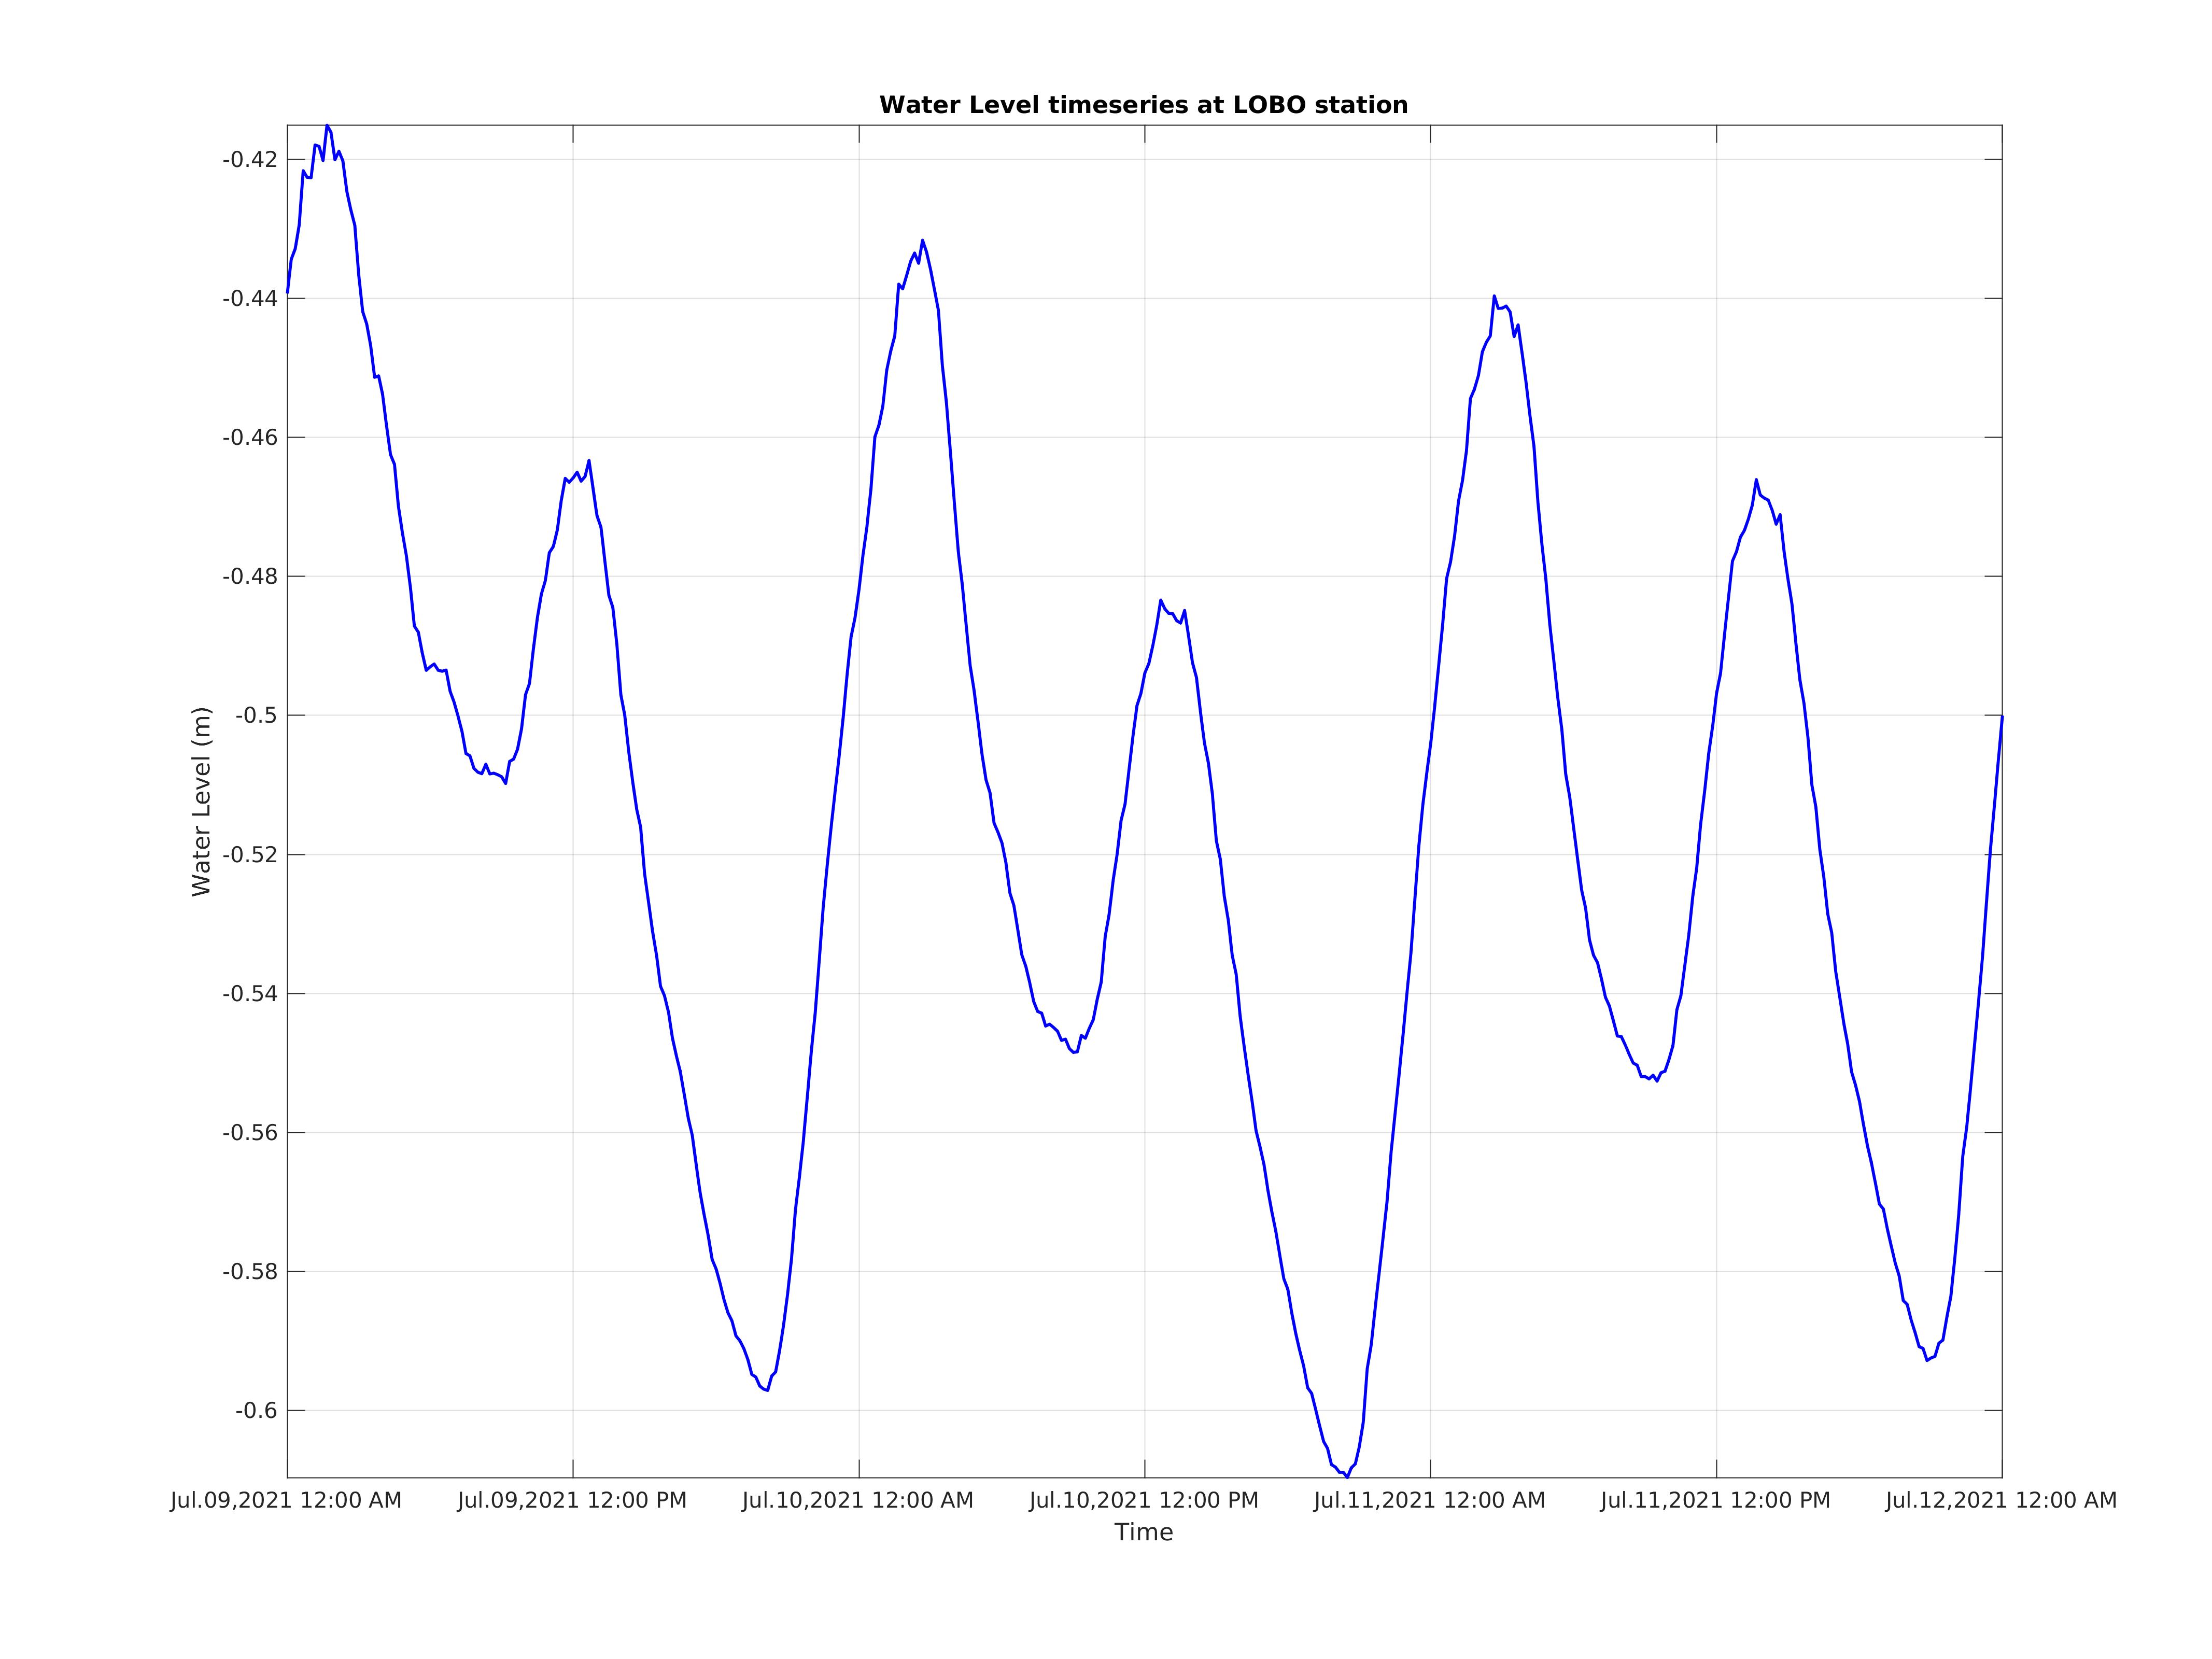 Water Level timeseries at LOBO station
-0.42
-0.44
-0.46
-0.48
-0.5
-0.52
-0.54
-0.56
-0.58
-0.6
Water Level (m)
Jul.09,2021 12:00 AM
Jul.09,2021 12:00 PM
Jul.10,2021 12:00 AM
Jul.10,2021 12:00 PM
Jul.11,2021 12:00 AM
Jul.11,2021 12:00 PM
Jul.12,2021 12:00 AM
Time